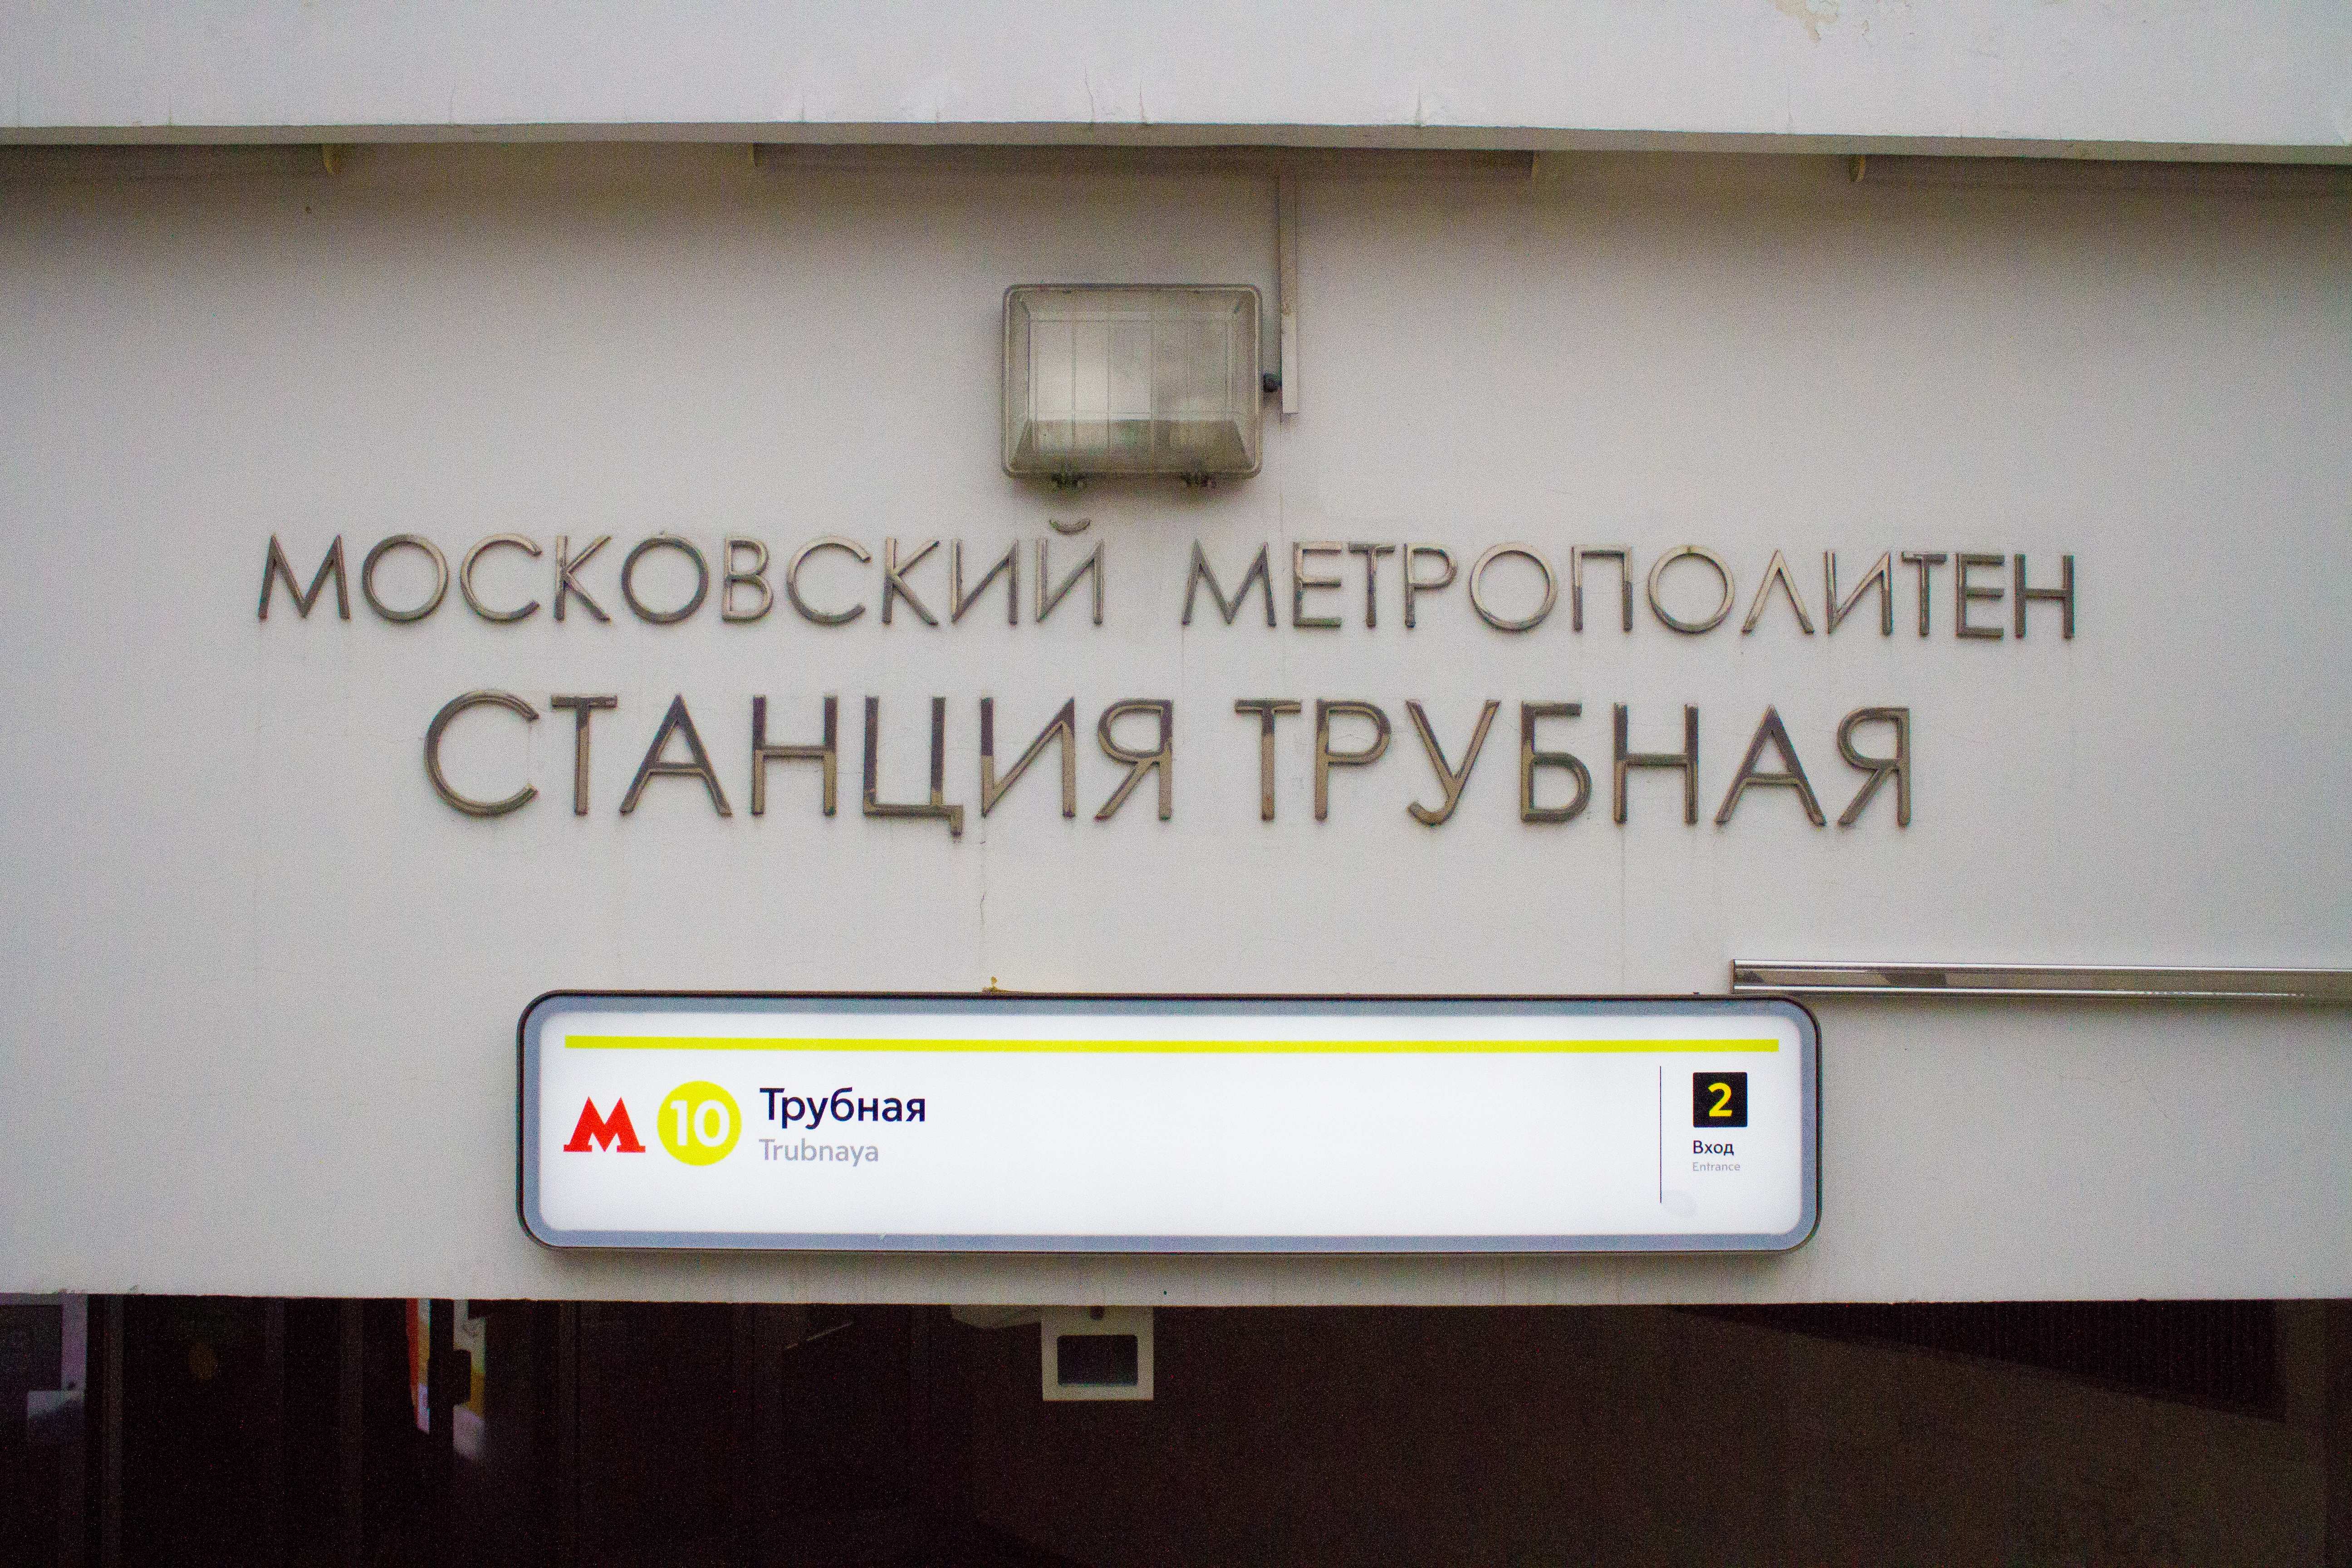 МОСКОВСКИЙ МЕТРОПОЛИТЕН
СТАНЦИЯ ТРУБНАЯ
М 10 Трубная
Trubnaya
2
Вход
Entrance